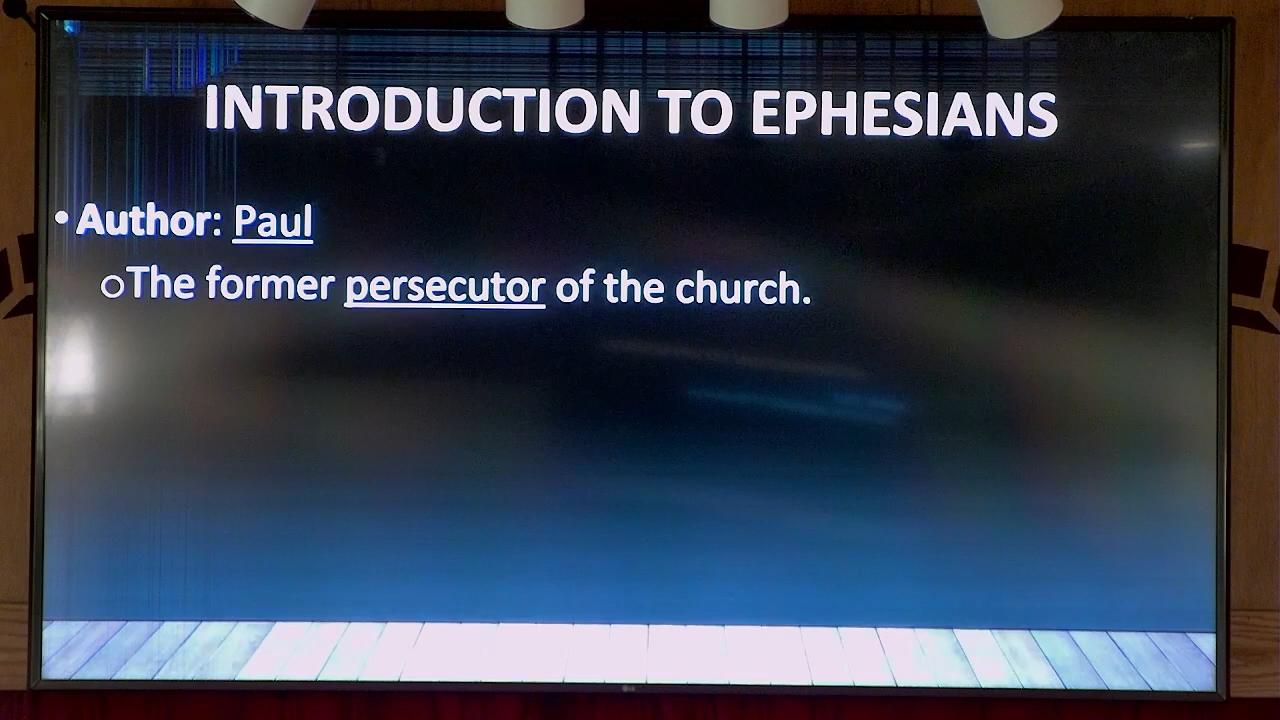 INTRODUCTION TO EPHESIANS
• Author: Paul
o The former persecutor of the church.